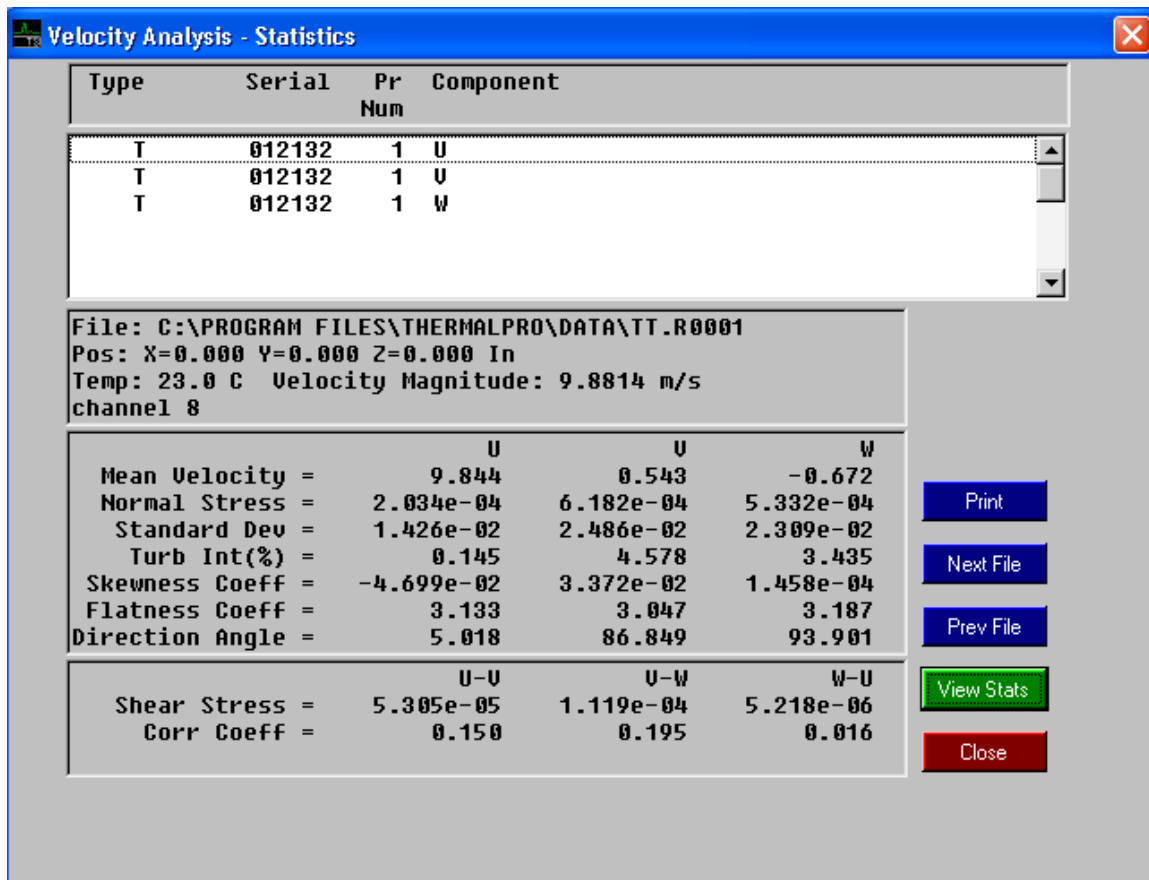 Velocity Analysis - Statistics
Type Serial Pr Component
Num
T 012132 1 U
T 012132 1 V
T 012132 1 W
File: C:\PROGRAM FILES\THERMALPRO\DATA\TT.R0001
Pos: X=0.000 Y=0.000 Z=0.000 In
Temp: 23.0 C Velocity Magnitude: 9.8814 m/s
channel 8
U V W
Mean Velocity = 9.844 0.543 -0.672
Normal Stress = 2.034e-04 6.182e-04 5.332e-04
Standard Dev = 1.426e-02 2.486e-02 2.309e-02
Turb Int(%) = 0.145 4.578 3.435
Skewness Coeff = -4.699e-02 3.372e-02 1.458e-04
Flatness Coeff = 3.133 3.047 3.187
Direction Angle = 5.018 86.849 93.901
U-V V-W W-U
Shear Stress = 5.305e-05 1.119e-04 5.218e-06
Corr Coeff = 0.150 0.195 0.016
Print
Next File
Prev File
View Stats
Close